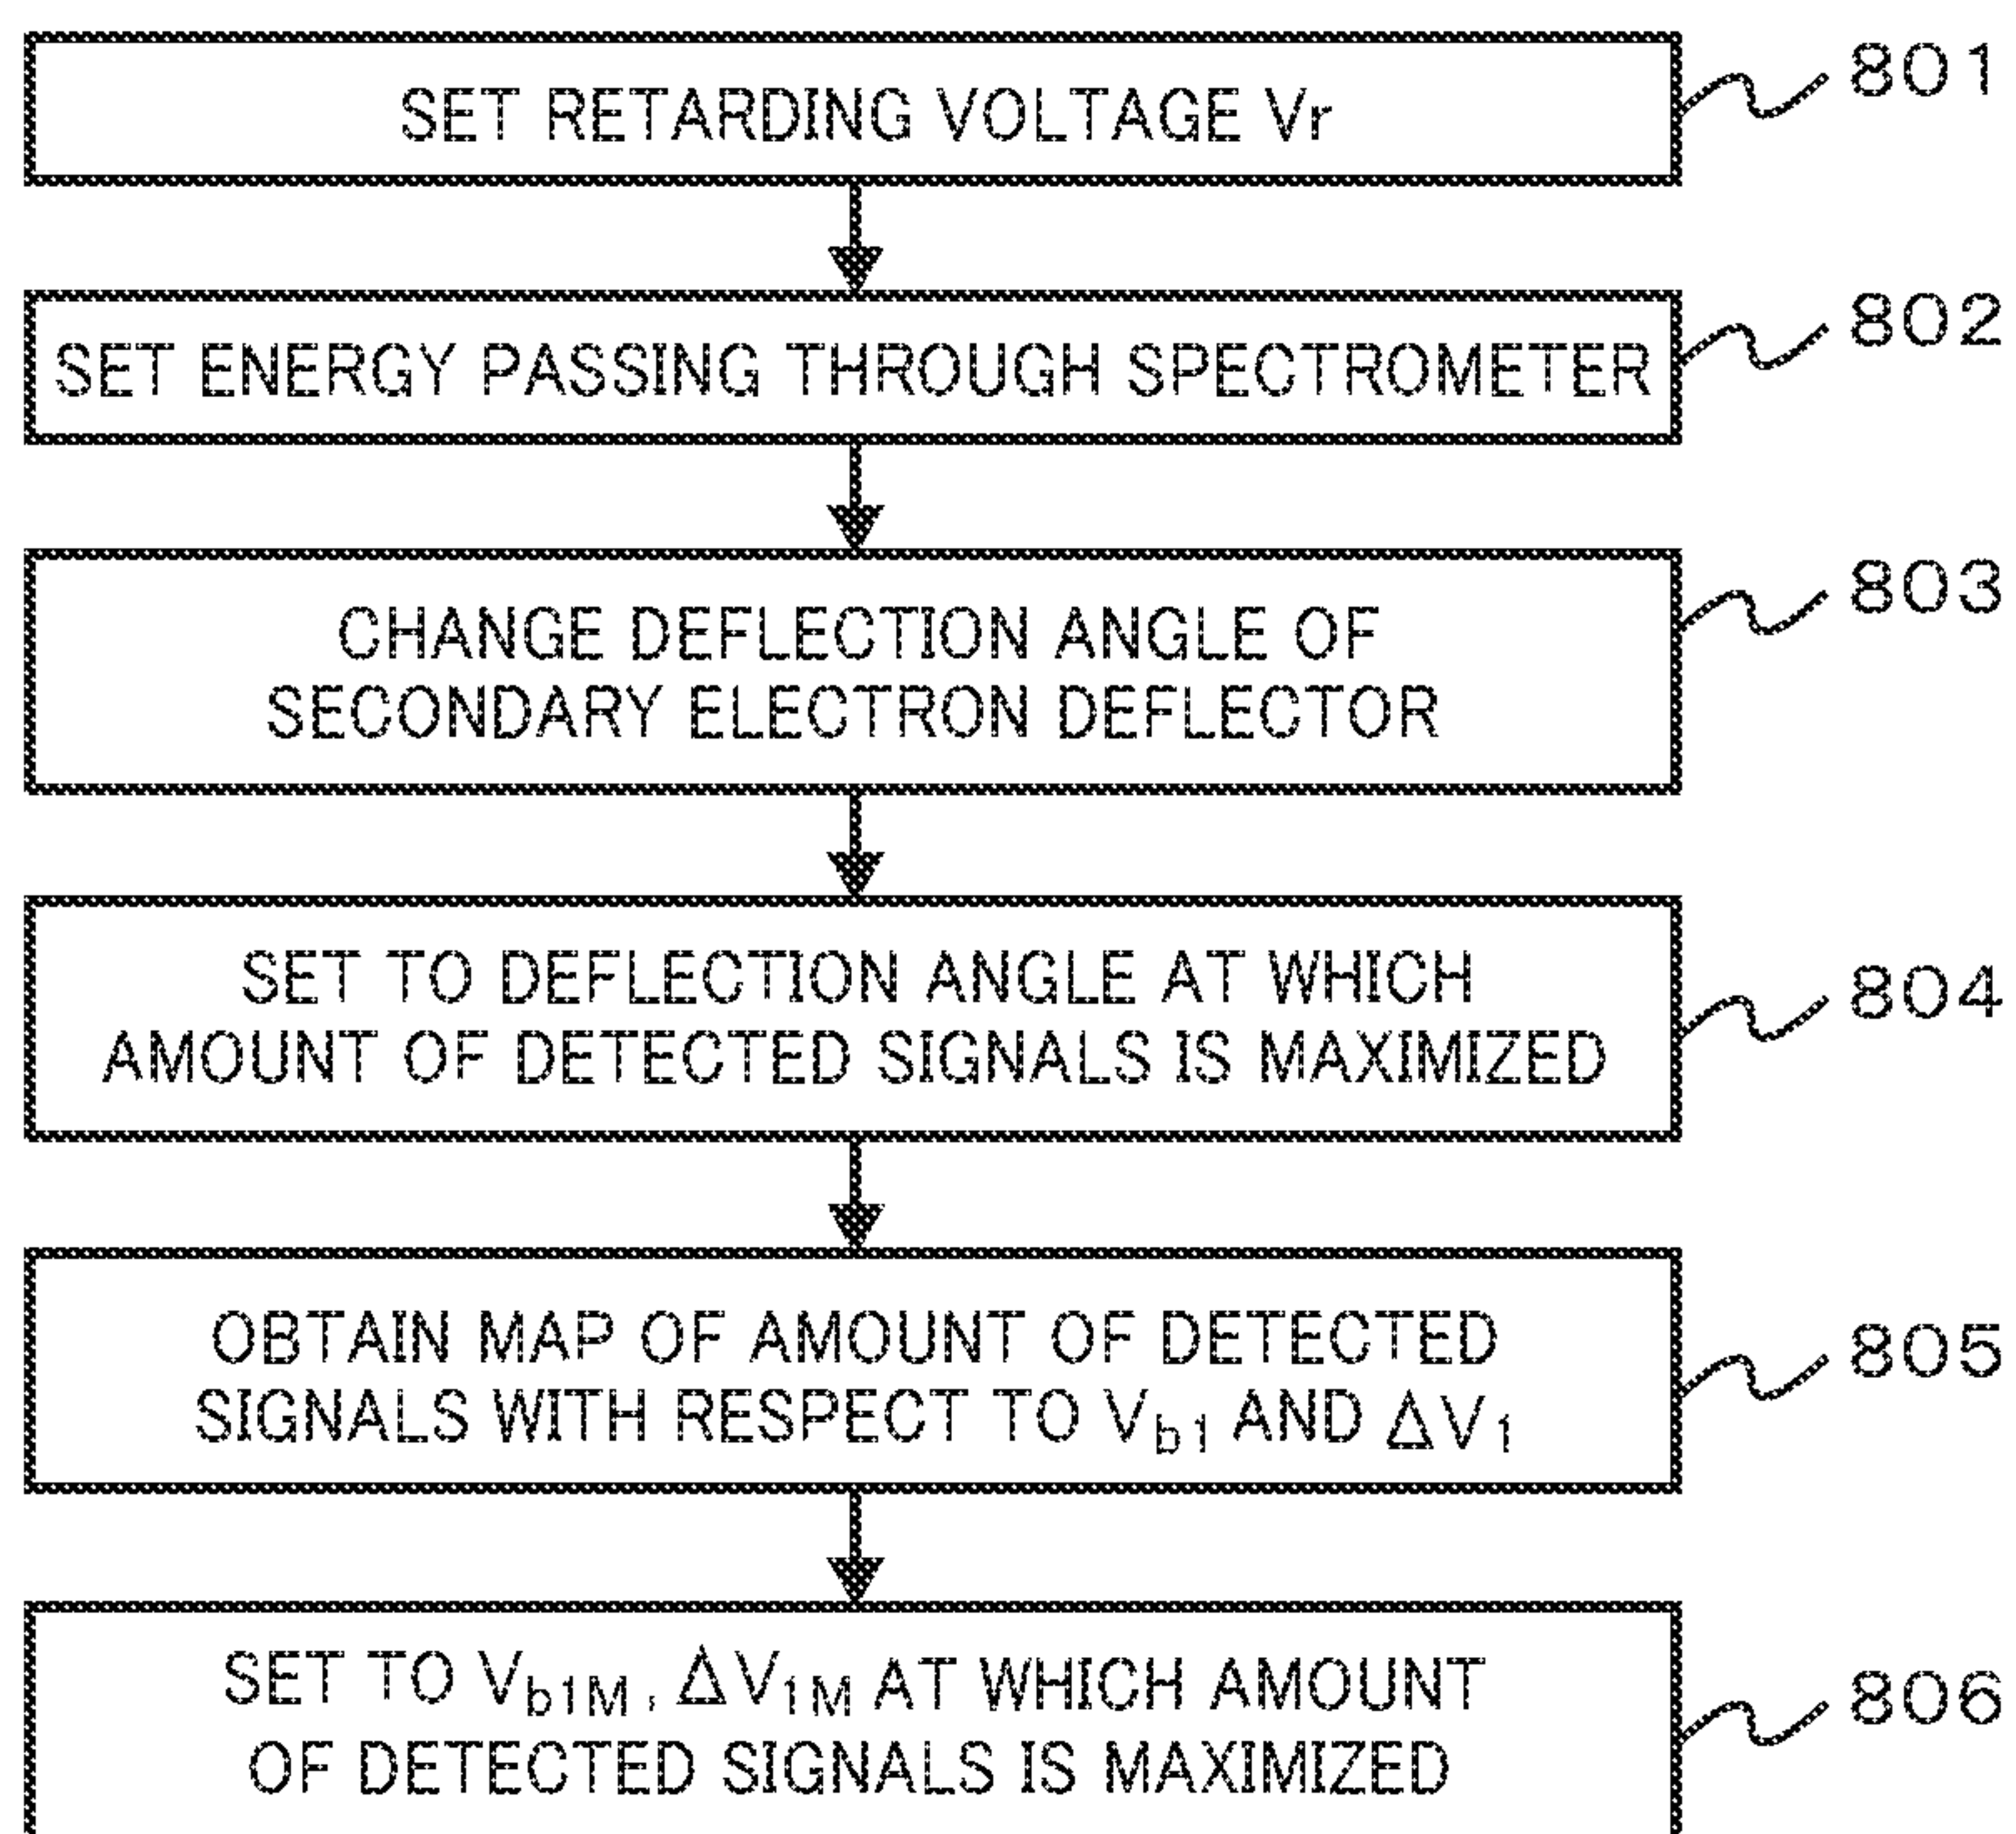 SET RETARDING VOLTAGE Vr
801
SET ENERGY PASSING THROUGH SPECTROMETER
802
CHANGE DEFLECTION ANGLE OF
SECONDARY ELECTRON DEFLECTOR
803
SET TO DEFLECTION ANGLE AT WHICH
AMOUNT OF DETECTED SIGNALS IS MAXIMIZED
804
OBTAIN MAP OF AMOUNT OF DETECTED
SIGNALS WITH RESPECT TO Vb1 AND ΔV1
805
SET TO Vb1M, ΔV1M AT WHICH AMOUNT
OF DETECTED SIGNALS IS MAXIMIZED
806